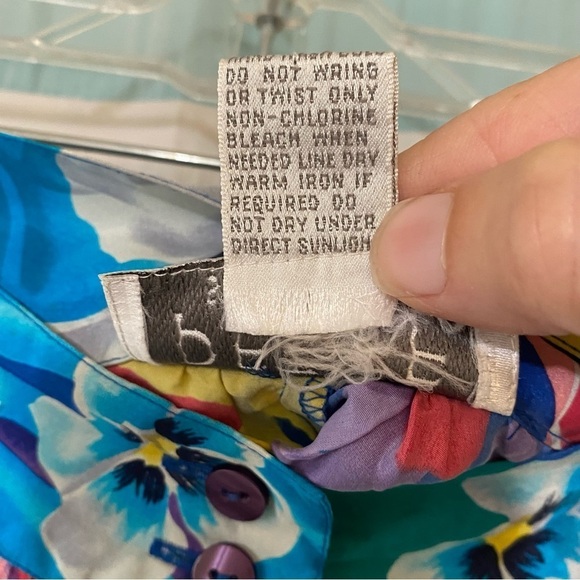 DO NOT WRING
OR TWIST ONLY
NON-CHLORINE
BLEACH WHEN
NEEDED LINE DRY
WARM IRON IF
REQUIRED DO
NOT DRY UNDER
DIRECT SUNLIGH